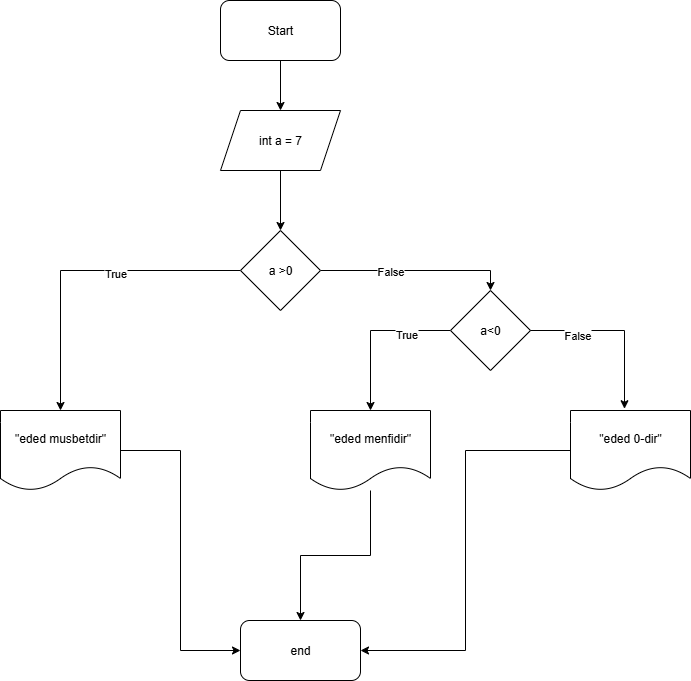 Start
int a = 7
a >0
True
False
a<0
True
False
"eded musbetdir"
"eded menfidir"
"eded 0-dir"
end